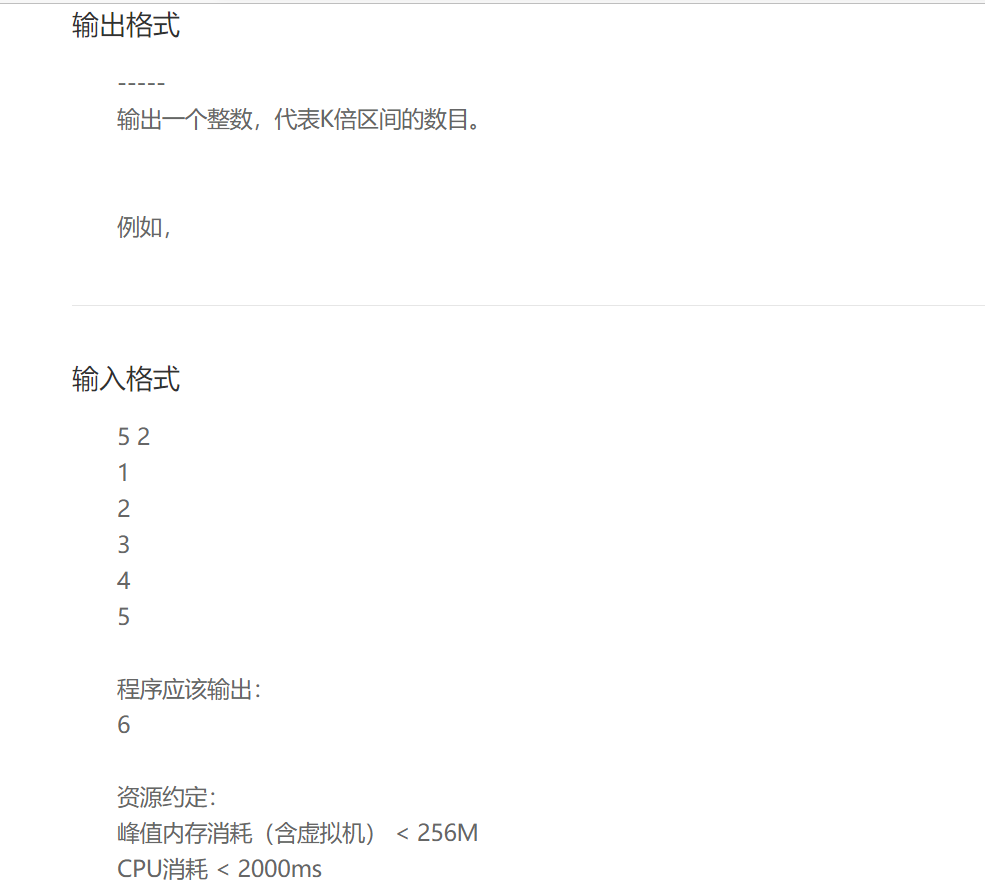 输出格式
-----
输出一个整数，代表K倍区间的数目。
例如，
输入格式
5 2
1
2
3
4
5
程序应该输出：
6
资源约定：
峰值内存消耗（含虚拟机） < 256M
CPU消耗 < 2000ms